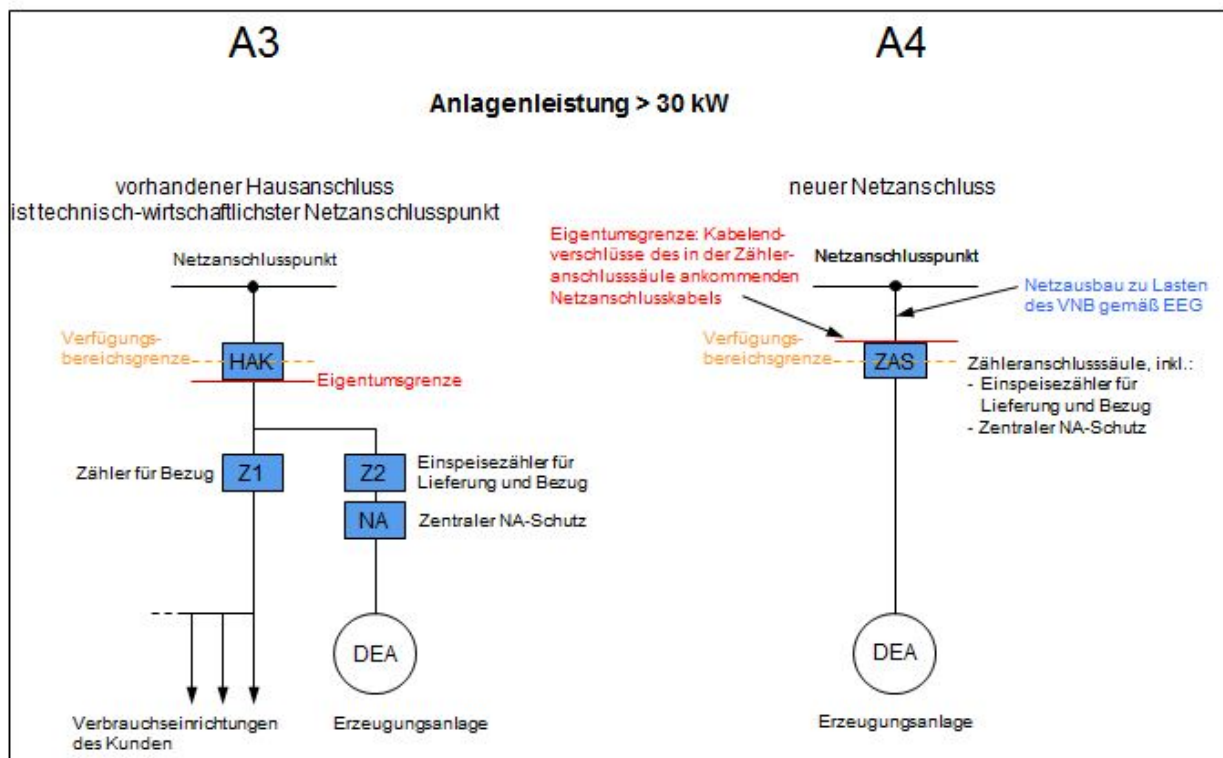 A3
A4
Anlagenleistung > 30 kW
vorhandener Hausanschluss
ist technisch-wirtschaftlichster Netzanschlusspunkt
Netzanschlusspunkt
Verfügungs-
bereichsgrenze
HAK
Eigentumsgrenze
Zähler für Bezug
Z1
Z2
Einspeisezähler für
Lieferung und Bezug
NA
Zentraler NA-Schutz
DEA
Verbrauchseinrichtungen
des Kunden
Erzeugungsanlage
neuer Netzanschluss
Eigentumsgrenze: Kabelend-
verschlüsse des in der Zähler-
anschlusssäule ankommenden
Netzanschlusskabels
Netzanschlusspunkt
Netzausbau zu Lasten
des VNB gemäß EEG
Verfügungs-
bereichsgrenze
ZAS
Zähleranschlusssäule, inkl.:
- Einspeisezähler für
Lieferung und Bezug
- Zentraler NA-Schutz
DEA
Erzeugungsanlage